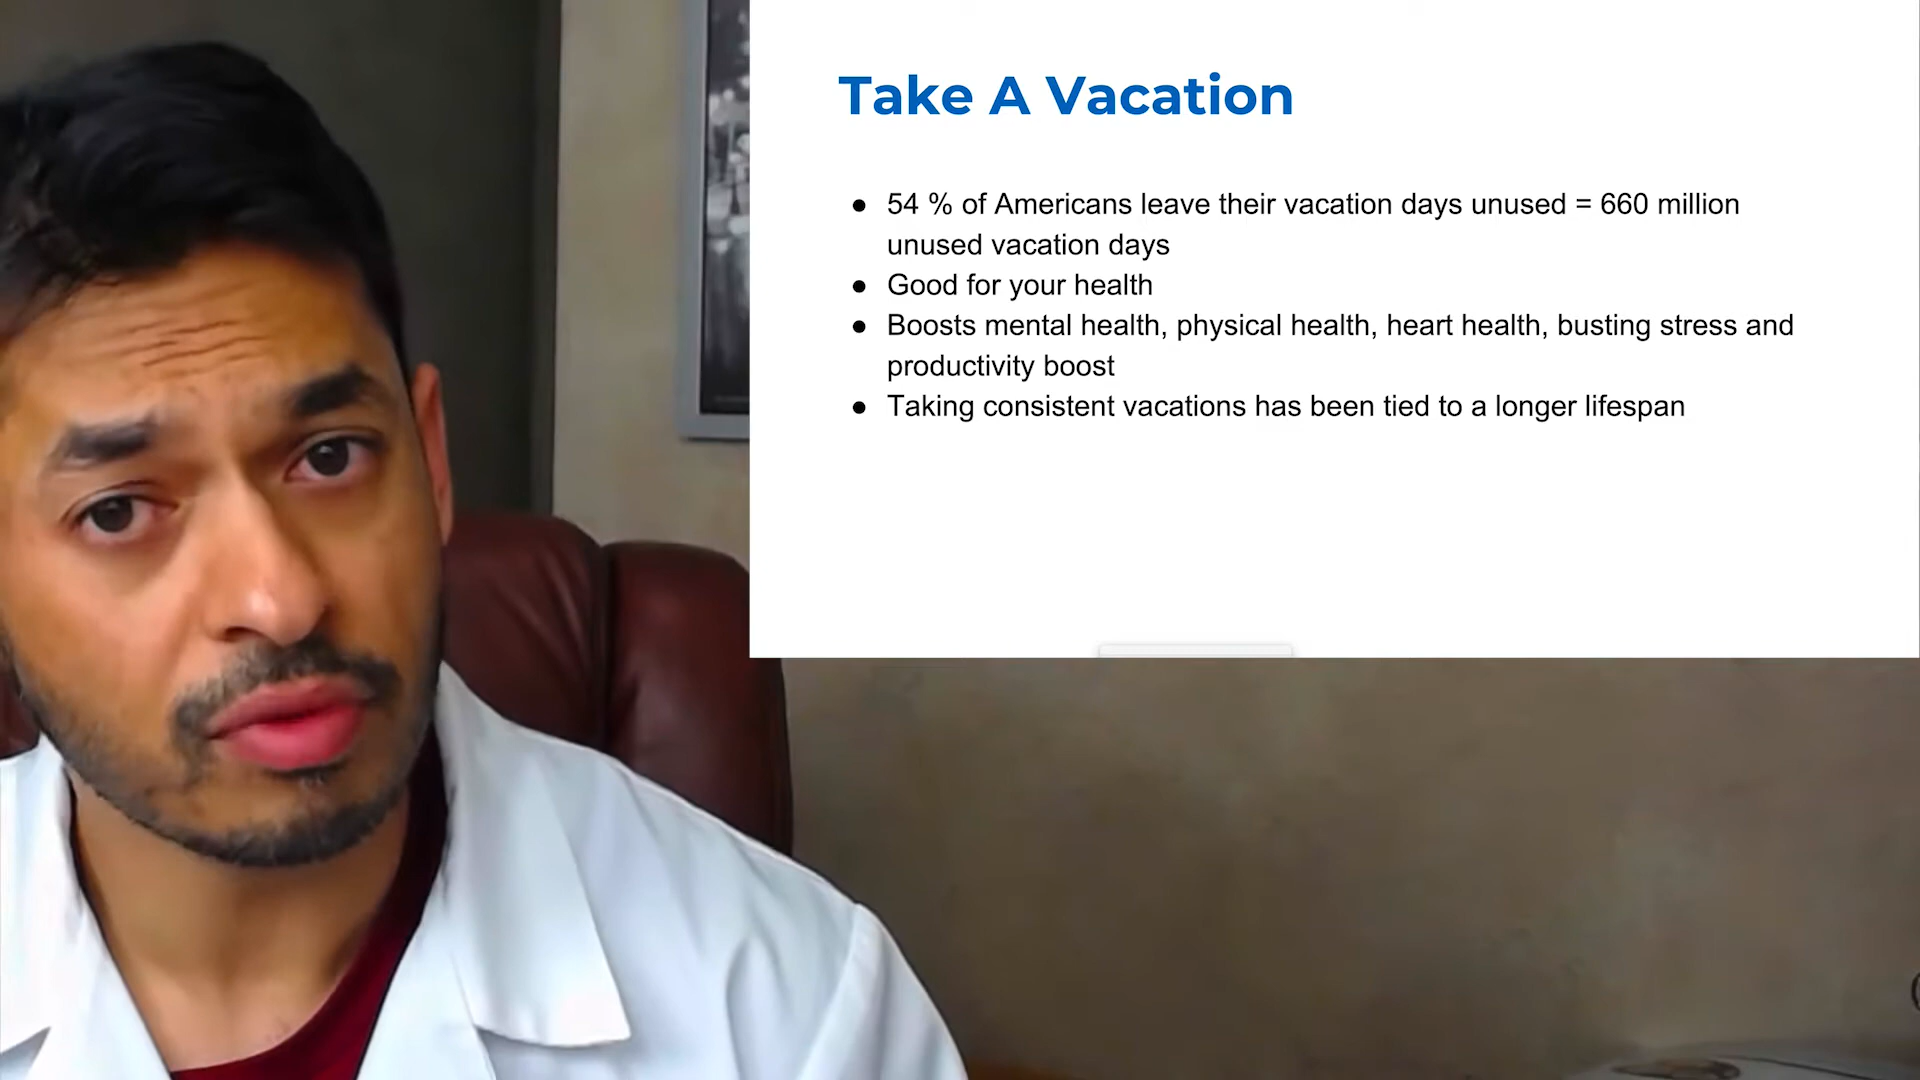 Take A Vacation
● 54 % of Americans leave their vacation days unused = 660 million
unused vacation days
● Good for your health
● Boosts mental health, physical health, heart health, busting stress and
productivity boost
● Taking consistent vacations has been tied to a longer lifespan